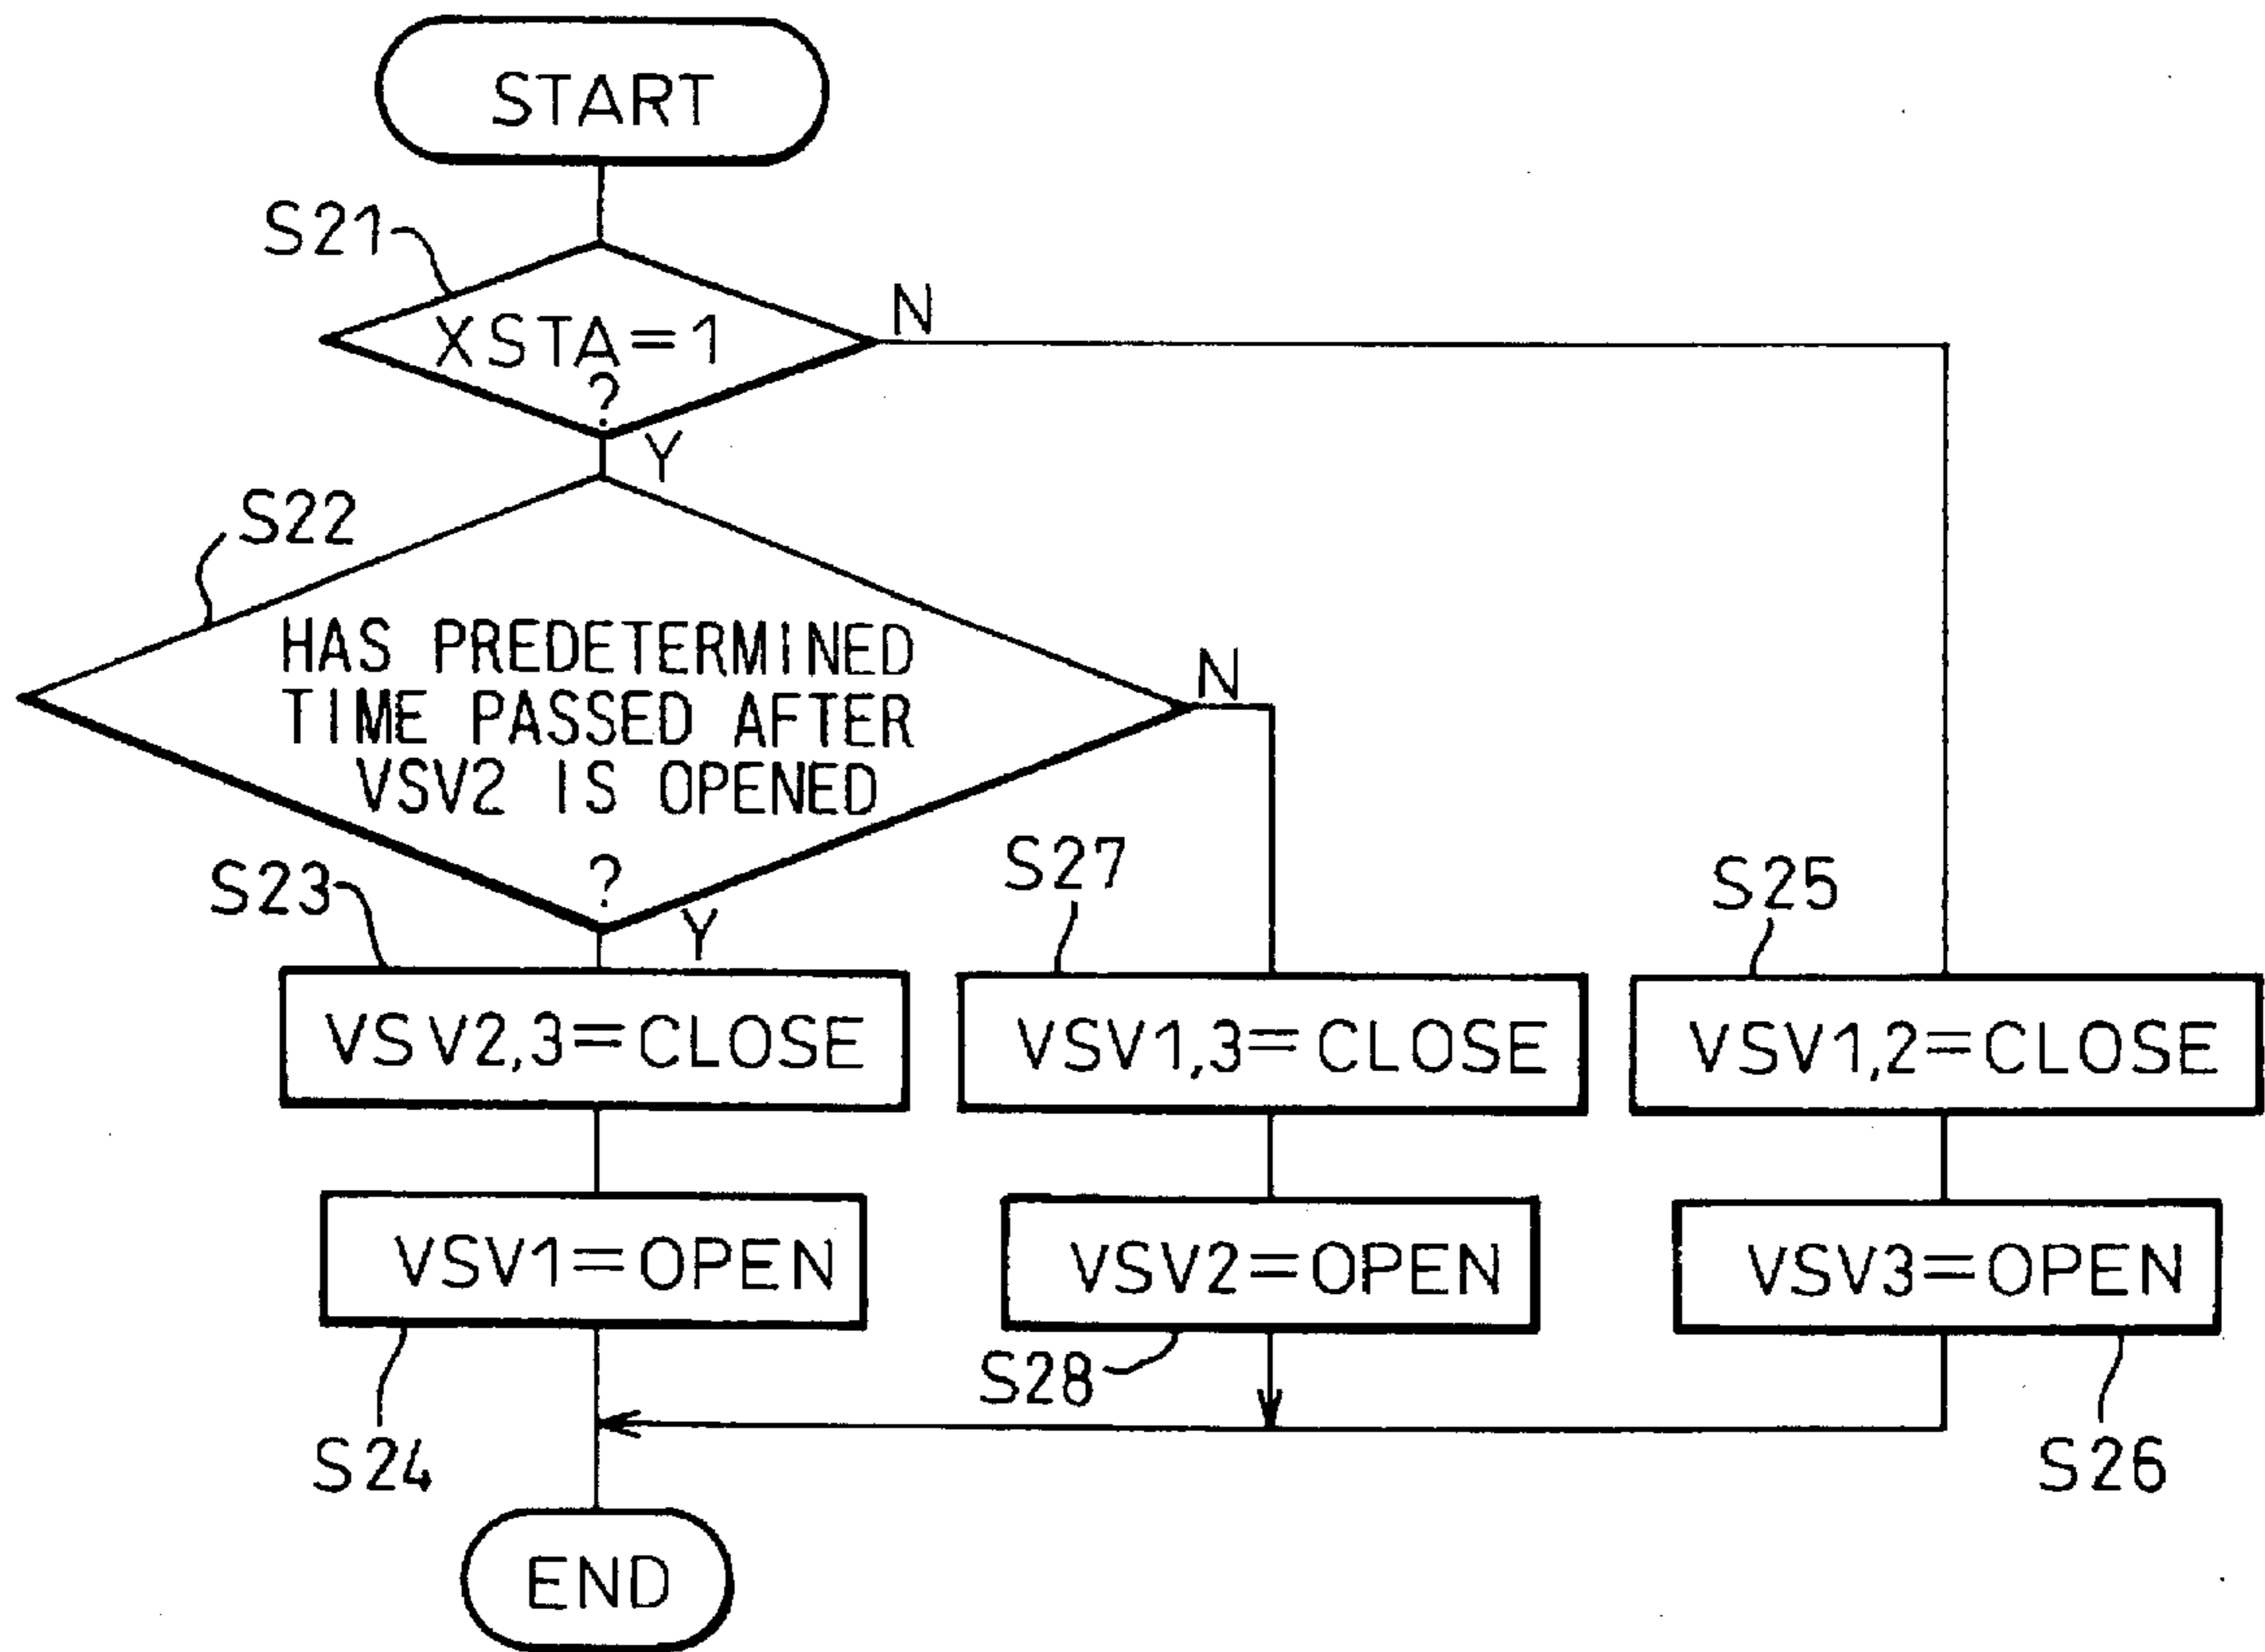 START
S21
XSTA=1
?
N
Y
S22
HAS PREDETERMINED
TIME PASSED AFTER
VSV2 IS OPENED
?
N
Y
S23
VSV2,3=CLOSE
S27
VSV1,3=CLOSE
S25
VSV1,2=CLOSE
VSV1=OPEN
S24
VSV2=OPEN
S28
VSV3=OPEN
S26
END